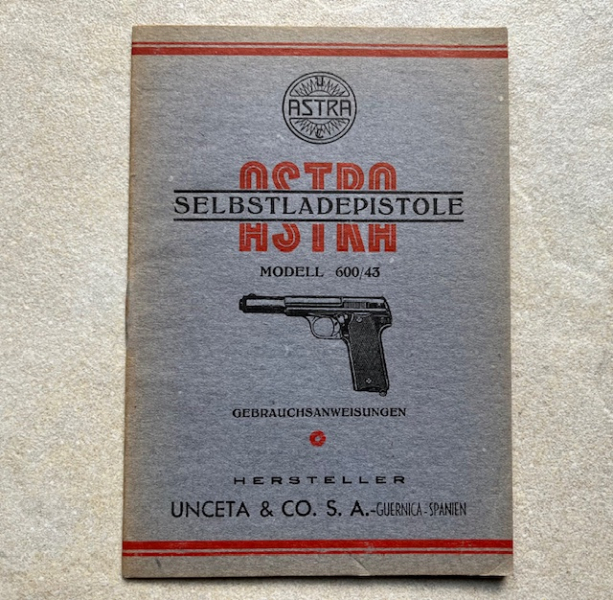 U
ASTRA
C
ASTRA
SELBSTLADEPISTOLE
MODELL 600/43
GEBRAUCHSANWEISUNGEN
HERSTELLER
UNCETA & CO. S. A.-GUERNICA-SPANIEN